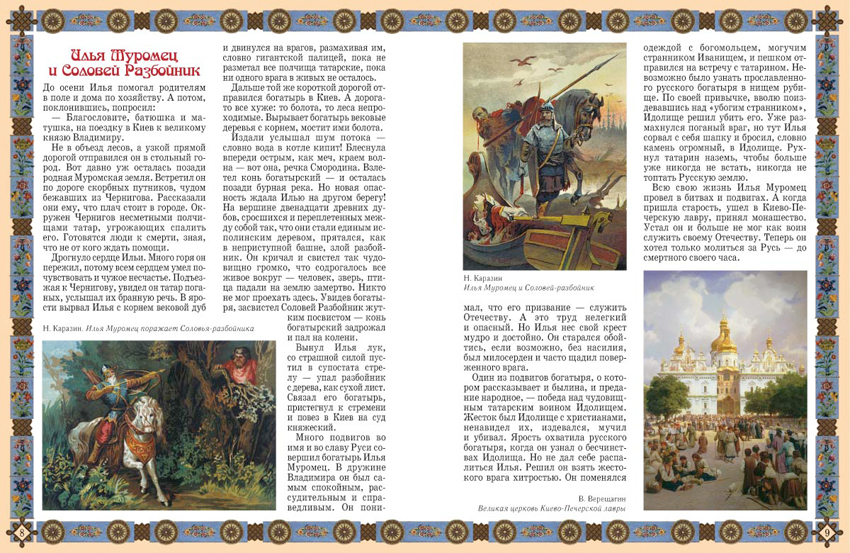 Илья Муромец
и Соловей Разбойник
До осени Илья помогал родителям
в поле и дома по хозяйству. А потом,
поклонившись, попросил:
— Благословите, батюшка и ма-
тушка, на поездку в Киев к великому
князю Владимиру.
Не в объезд лесов, а узкой прямой
дорогой отправился он в стольный го-
род. Вот давно уж осталась позади
родная Муромская земля. Встретил он
по дороге скорбных путников, чудом
бежавших из Чернигова. Рассказали
они ему, что плач стоит в городе. Ок-
ружен Чернигов несметными полчи-
щами татар, угрожающих спалить
его. Готовятся люди к смерти, зная,
что не от кого ждать помощи.
Дрогнуло сердце Ильи. Много горя он
пережил, потому всем сердцем умел по-
чувствовать и чужое несчастье. Подъез-
жая к Чернигову, увидел он татар пога-
ных, услышал их бранную речь. В яро-
сти вырвал Илья с корнем вековой дуб
Н. Каразин. Илья Муромец поражает Соловья-разбойника
и двинулся на врагов, размахивая им,
словно гигантской палицей, пока не
разметал все полчища татарские, пока
ни одного врага в живых не осталось.
Дальше той же короткой дорогой от-
правился богатырь в Киев. А дорога-
то все хуже: то болота, то леса непро-
ходимые. Вырывает богатырь вековые
деревья с корнем, мостит ими болота.
Издали услышал шум потока —
словно вода в котле кипит! Блеснула
впереди острым, как меч, краем вол-
на — вот она, речка Смородина. Взле-
тел конь богатырский — и осталась
позади бурная река. Но новая опас-
ность ждала Илью на другом берегу!
На вершине двенадцати древних ду-
бов, сросшихся и переплетенных меж-
ду собой так, что они стали единым ис-
полинским деревом, прятался, как
в неприступной башне, злой разбой-
ник. Он кричал и свистел так чудо-
вищно громко, что содрогалось все
живое вокруг — человек, зверь, пти-
ца падали на землю замертво. Никто
не мог проехать здесь. Увидев богаты-
ря, засвистел Соловей Разбойник жут-
ким посвистом — конь
богатырский задрожал
и пал на колени.
Вынул Илья лук,
со страшной силой пус-
тил в супостата стре-
лу — упал разбойник
с дерева, как сухой лист.
Связал его богатырь,
пристегнул к стремени
и повез в Киев на суд
княжеский.
Много подвигов во
имя и во славу Руси со-
вершил богатырь Илья
Муромец. В дружине
Владимира он был са-
мым спокойным, рас-
судительным и спра-
ведливым. Он пони-
8
Н. Каразин
Илья Муромец и Соловей-разбойник
мал, что его призвание — служить
Отечеству. А это труд нелегкий
и опасный. Но Илья нес свой крест
мудро и достойно. Он старался обой-
тись, если возможно, без насилия,
был милосерден и часто щадил повер-
женного врага.
Один из подвигов богатыря, о кото-
ром рассказывает и былина, и преда-
ние народное, — победа над чудовищ-
ным татарским воином Идолищем.
Жесток был Идолище с христианами,
ненавидел их, издевался, мучил
и убивал. Ярость охватила русского
богатыря, когда он узнал о бесчинст-
вах Идолища. Но не дал себе распа-
литься Илья. Решил он взять жесто-
кого врага хитростью. Он поменялся
В. Верещагин
Великая церковь Киево-Печерской лавры
одеждой с богомольцем, могучим
странником Иванищем, и пешком от-
правился на встречу с татарином. Не-
возможно было узнать прославленно-
го русского богатыря в нищем руби-
ще. По своей привычке, вволю поиз-
девавшись над «убогим странником»,
Идолище решил убить его. Уже раз-
махнулся поганый враг, но тут Илья
сорвал с себя шапку и бросил, словно
камень огромный, в Идолище. Рух-
нул татарин наземь, чтобы больше
уже никогда не встать, никогда не
топтать Русскую землю.
Всю свою жизнь Илья Муромец
провел в битвах и подвигах. А когда
пришла старость, ушел в Киево-Пе-
черскую лавру, принял монашество.
Устал он и больше не мог как воин
служить своему Отечеству. Теперь он
хотел только молиться за Русь — до
смертного своего часа.
9